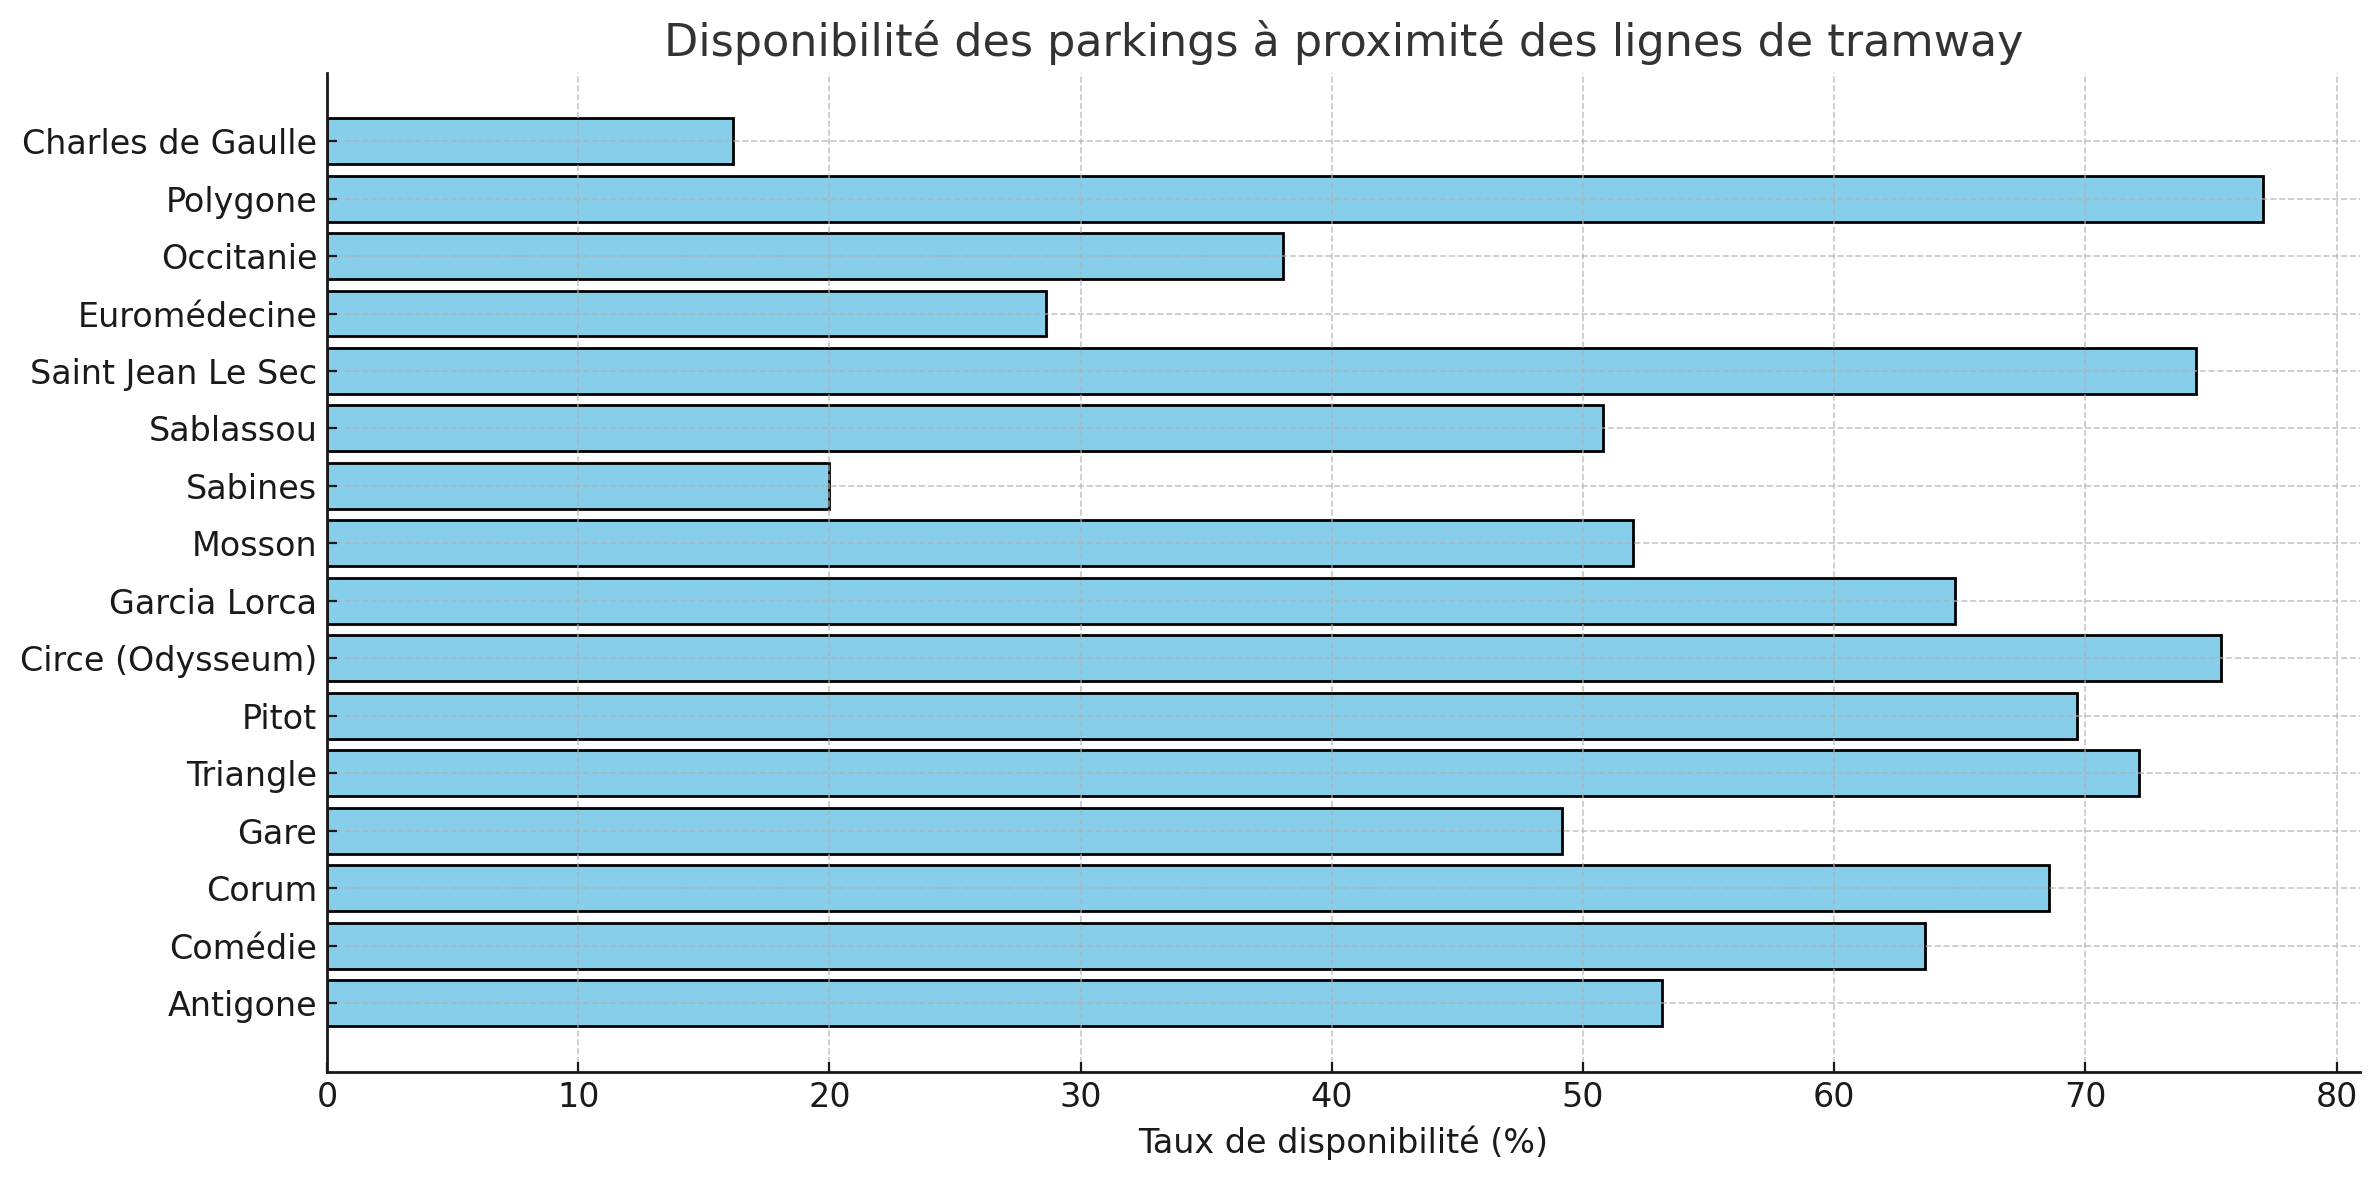 Disponibilité des parkings à proximité des lignes de tramway
Charles de Gaulle
Polygone
Occitanie
Euromédecine
Saint Jean Le Sec
Sablassou
Sabines
Mosson
Garcia Lorca
Circe (Odysseum)
Pitot
Triangle
Gare
Corum
Comédie
Antigone
0 10 20 30 40 50 60 70 80
Taux de disponibilité (%)